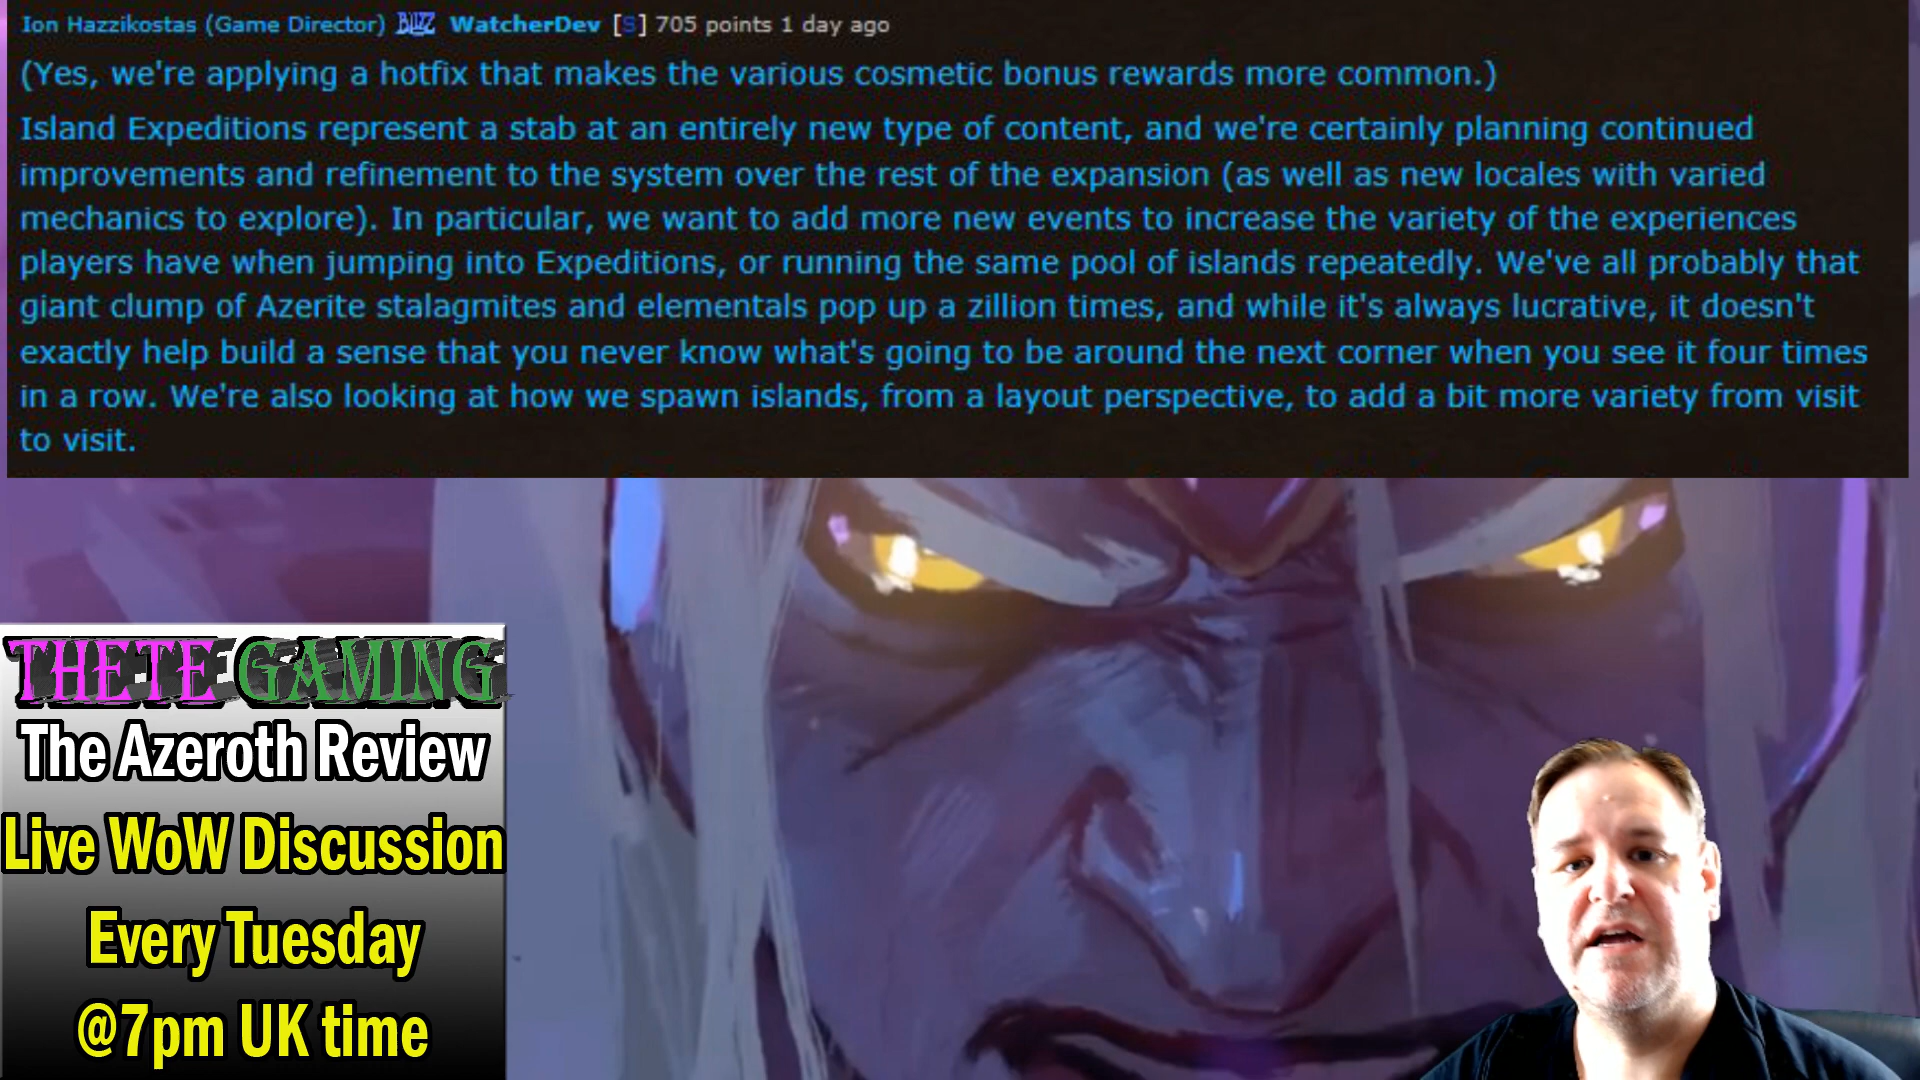 Ion Hazzikostas (Game Director) BLIZZ WatcherDev [S] 705 points 1 day ago
(Yes, we're applying a hotfix that makes the various cosmetic bonus rewards more common.)
Island Expeditions represent a stab at an entirely new type of content, and we're certainly planning continued
improvements and refinement to the system over the rest of the expansion (as well as new locales with varied
mechanics to explore). In particular, we want to add more new events to increase the variety of the experiences
players have when jumping into Expeditions, or running the same pool of islands repeatedly. We've all probably that
giant clump of Azerite stalagmites and elementals pop up a zillion times, and while it's always lucrative, it doesn't
exactly help build a sense that you never know what's going to be around the next corner when you see it four times
in a row. We're also looking at how we spawn islands, from a layout perspective, to add a bit more variety from visit
to visit.
THETE GAMING
The Azeroth Review
Live WoW Discussion
Every Tuesday
@7pm UK time